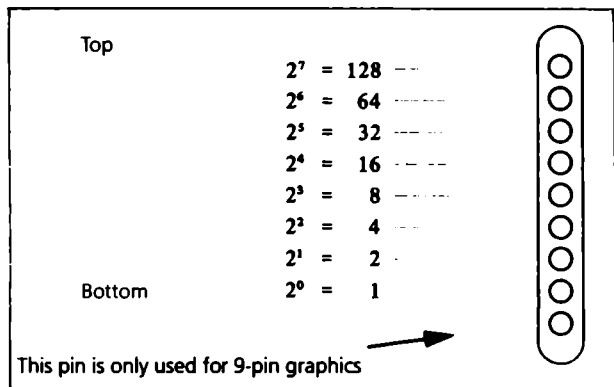 Top
2⁷ = 128
2⁶ = 64
2⁵ = 32
2⁴ = 16
2³ = 8
2² = 4
2¹ = 2
Bottom 2⁰ = 1
This pin is only used for 9-pin graphics